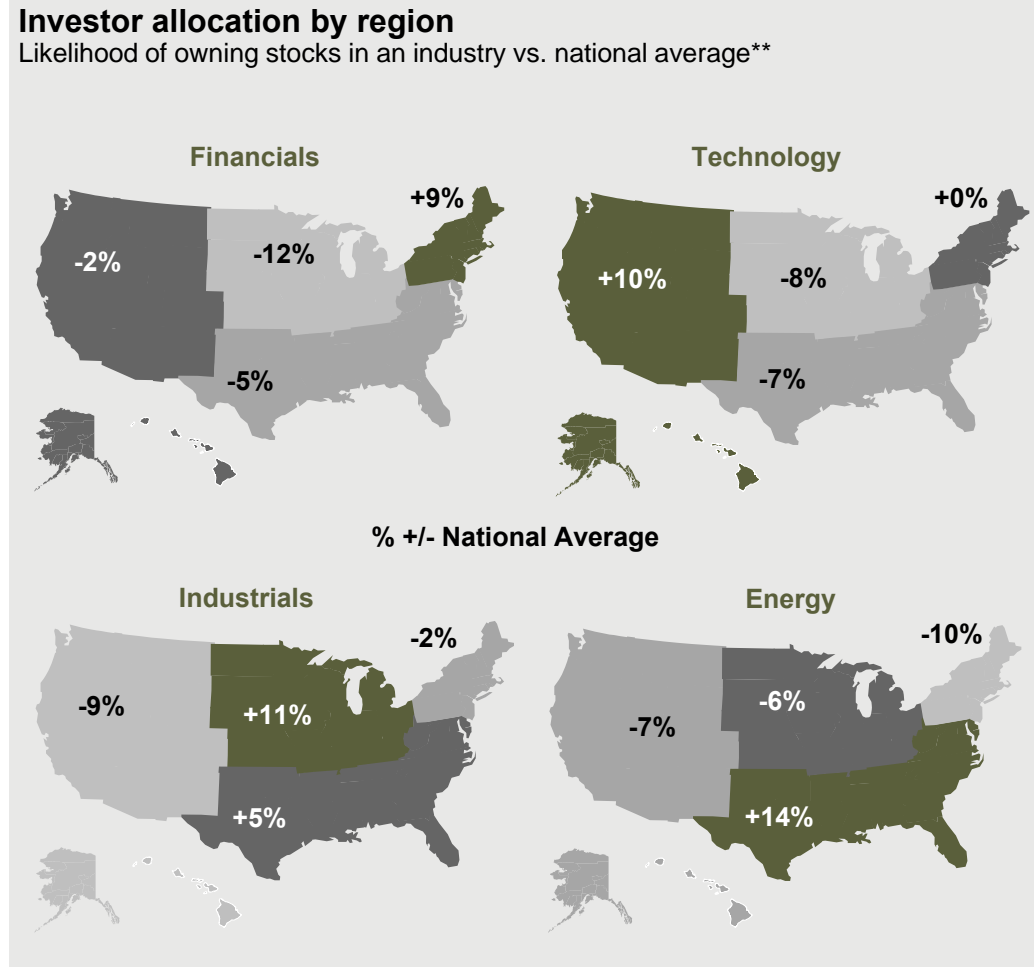 Investor allocation by region
Likelihood of owning stocks in an industry vs. national average**
Financials
+9%
-2%
-12%
-5%
Technology
+0%
+10%
-8%
-7%
% +/- National Average
Industrials
-2%
-9%
+11%
+5%
Energy
-10%
-6%
-7%
+14%